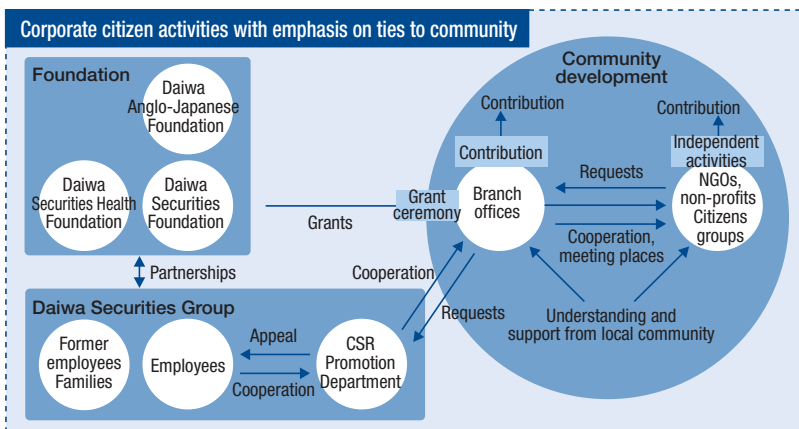 Corporate citizen activities with emphasis on ties to community
Foundation
Daiwa
Anglo-Japanese
Foundation
Daiwa
Securities Health
Foundation
Daiwa
Securities
Foundation
Partnerships
Grants
Grant
ceremony
Community
development
Contribution
Contribution
Branch
offices
Contribution
Independent
activities
NGOs,
non-profits
Citizens
groups
Requests
Cooperation,
meeting places
Understanding and
support from local community
Cooperation
Requests
Daiwa Securities Group
Former
employees
Families
Employees
Appeal
Cooperation
CSR
Promotion
Department